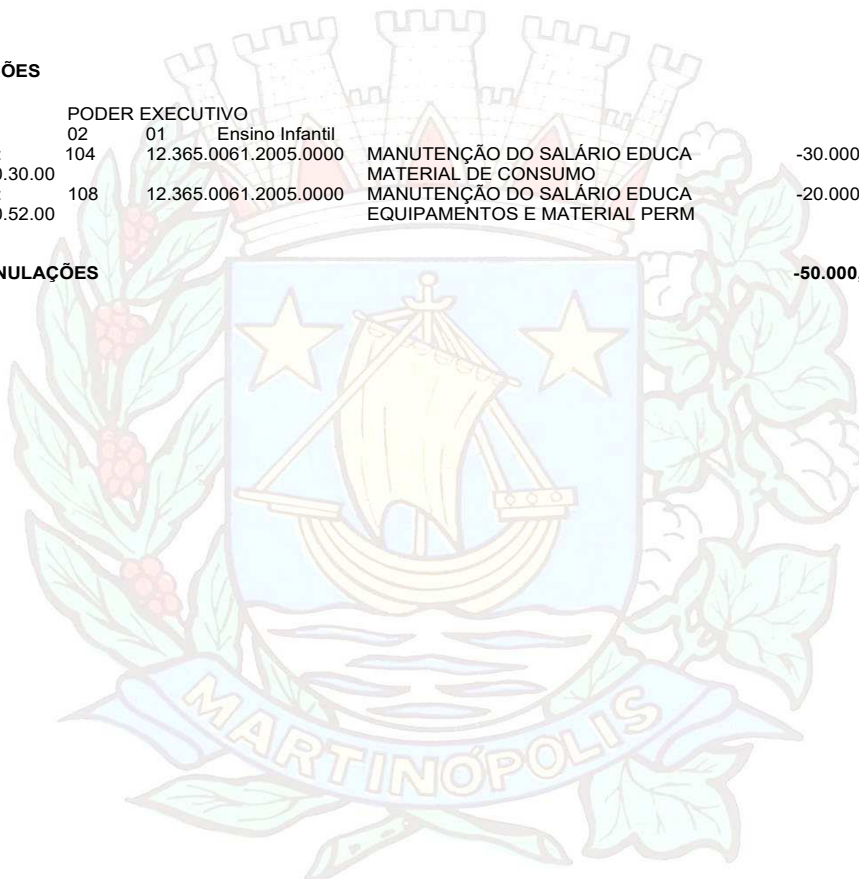 ÕES
PODER EXECUTIVO
02 01 Ensino Infantil
: 104 12.365.0061.2005.0000 MANUTENÇÃO DO SALÁRIO EDUCA -30.000
0.30.00 MATERIAL DE CONSUMO
: 108 12.365.0061.2005.0000 MANUTENÇÃO DO SALÁRIO EDUCA -20.000
0.52.00 EQUIPAMENTOS E MATERIAL PERM
NULAÇÕES -50.000,
MARTINÓPOLIS